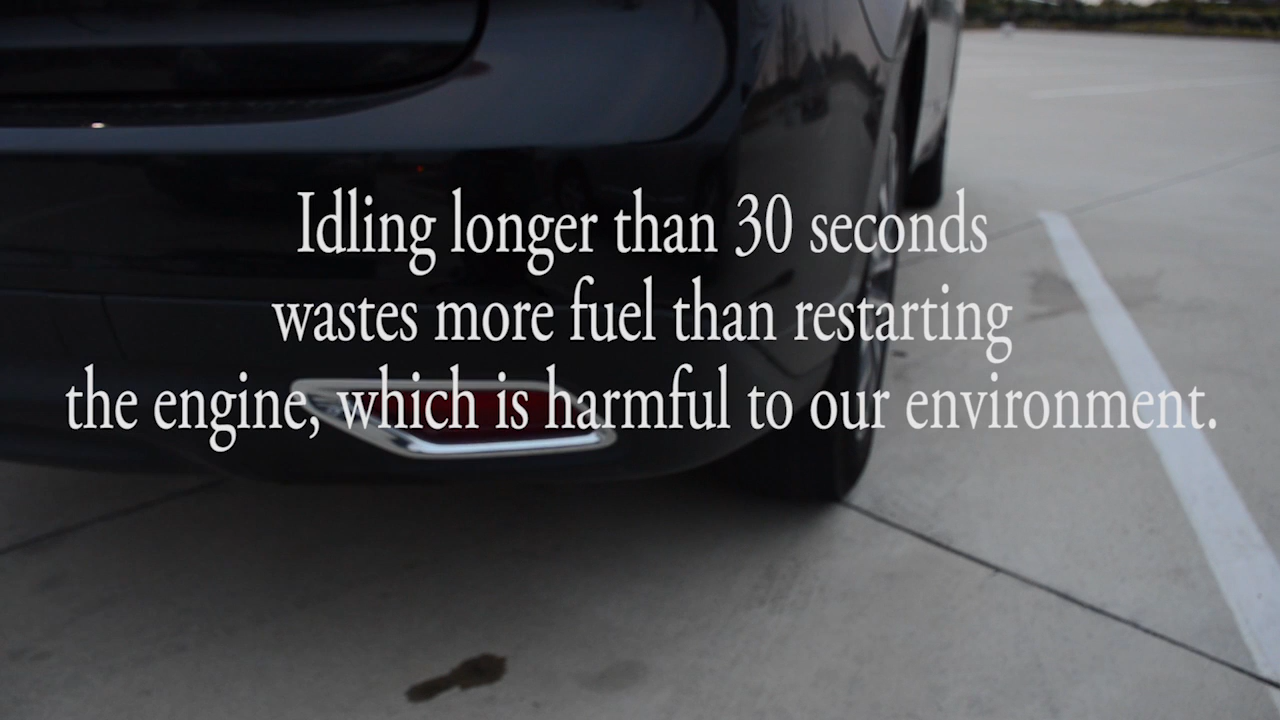 Idling longer than 30 seconds
wastes more fuel than restarting
the engine, which is harmful to our environment.